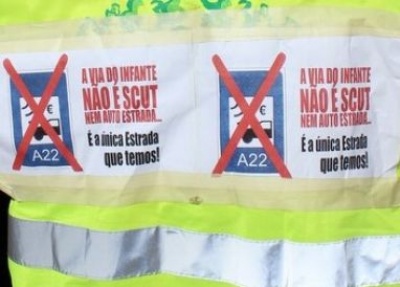 A VIA DO INFANTE
NÃO É SCUT
NEM AUTO ESTRADA...
É a única Estrada
que temos!
€
A22
A VIA DO INFANTE
NÃO É SCUT
NEM AUTO ESTRADA...
É a única Estrada
que temos!
€
A22